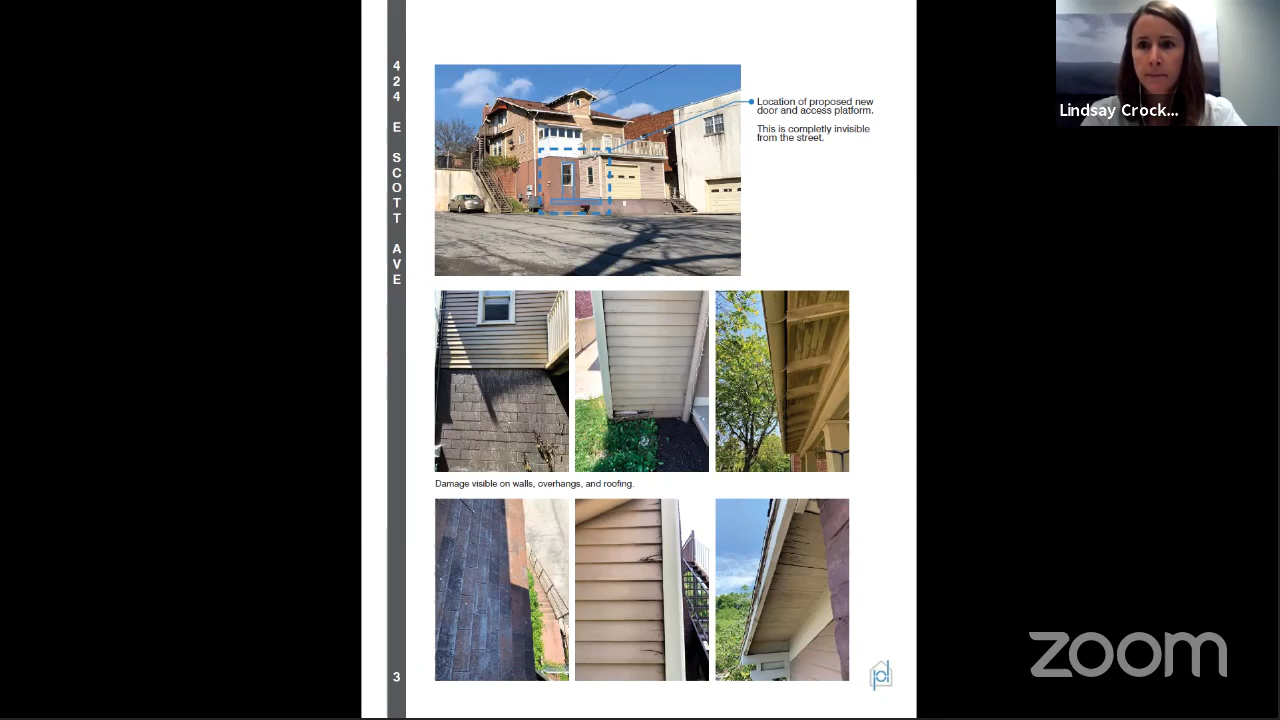 424 E SCOTT AVE
Location of proposed new
door and access platform.
This is completly invisible
from the street.
Damage visible on walls, overhangs, and roofing.
3
Lindsay Crock...
zoom